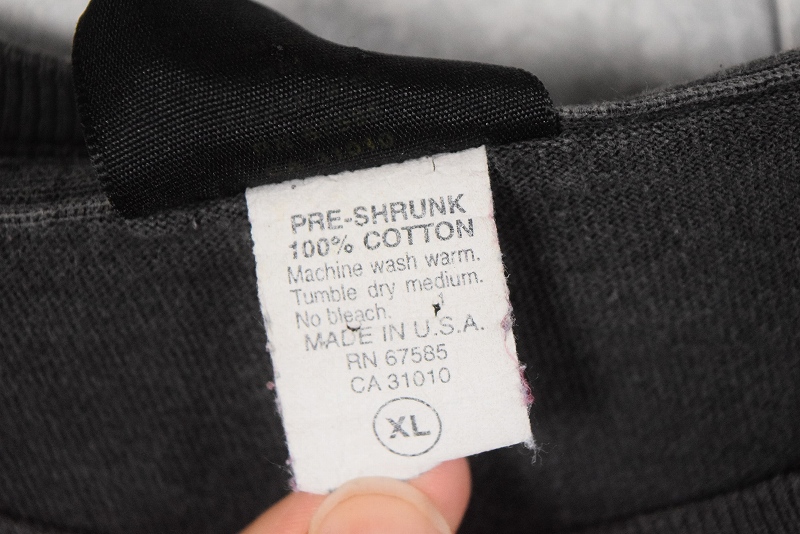 PRE-SHRUNK
100% COTTON
Machine wash warm.
Tumble dry medium.
No bleach.
MADE IN U.S.A.
RN 67585
CA 31010
XL